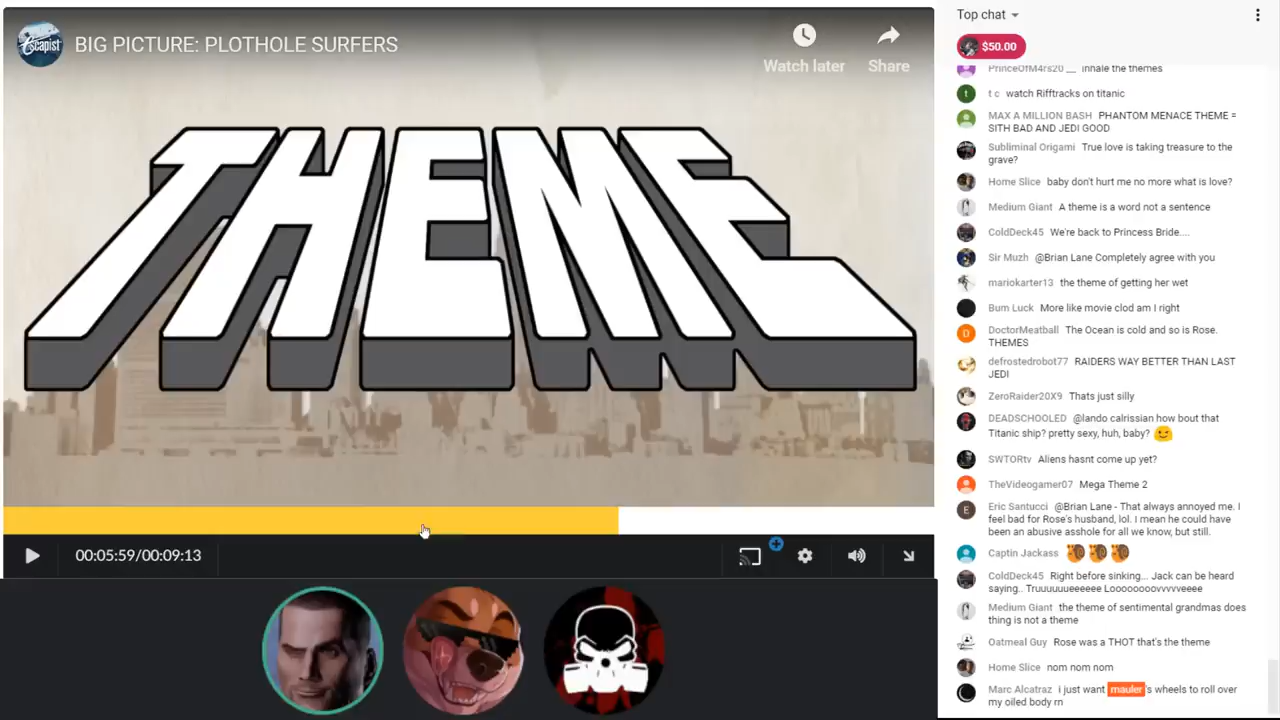 Escapist
BIG PICTURE: PLOTHOLE SURFERS
Watch later
Share
THEME
00:05:59/00:09:13
Top chat
$50.00
PrinceOfM4rs20 __ inhale the themes
t
t c watch Rifftracks on titanic
MAX A MILLION BASH PHANTOM MENACE THEME =
SITH BAD AND JEDI GOOD
Subliminal Origami True love is taking treasure to the
grave?
Home Slice baby don't hurt me no more what is love?
Medium Giant A theme is a word not a sentence
ColdDeck45 We're back to Princess Bride....
Sir Muzh @Brian Lane Completely agree with you
mariokarter13 the theme of getting her wet
Bum Luck More like movie clod am I right
D
DoctorMeatball The Ocean is cold and so is Rose.
THEMES
defrostedrobot77 RAIDERS WAY BETTER THAN LAST
JEDI
ZeroRaider20X9 Thats just silly
DEADSCHOOLED @lando calrissian how bout that
Titanic ship? pretty sexy, huh, baby? 😉
SWTORtv Aliens hasnt come up yet?
TheVideogamer07 Mega Theme 2
E
Eric Santucci @Brian Lane - That always annoyed me. I
feel bad for Rose's husband, lol. I mean he could have
been an abusive asshole for all we know, but still.
Captin Jackass
ColdDeck45 Right before sinking... Jack can be heard
saying.. Truuuuuueeeeee Looooooovvvvveeee
Medium Giant the theme of sentimental grandmas does
thing is not a theme
Oatmeal Guy Rose was a THOT that's the theme
Home Slice nom nom nom
Marc Alcatraz i just want mauler's wheels to roll over
my oiled body rn